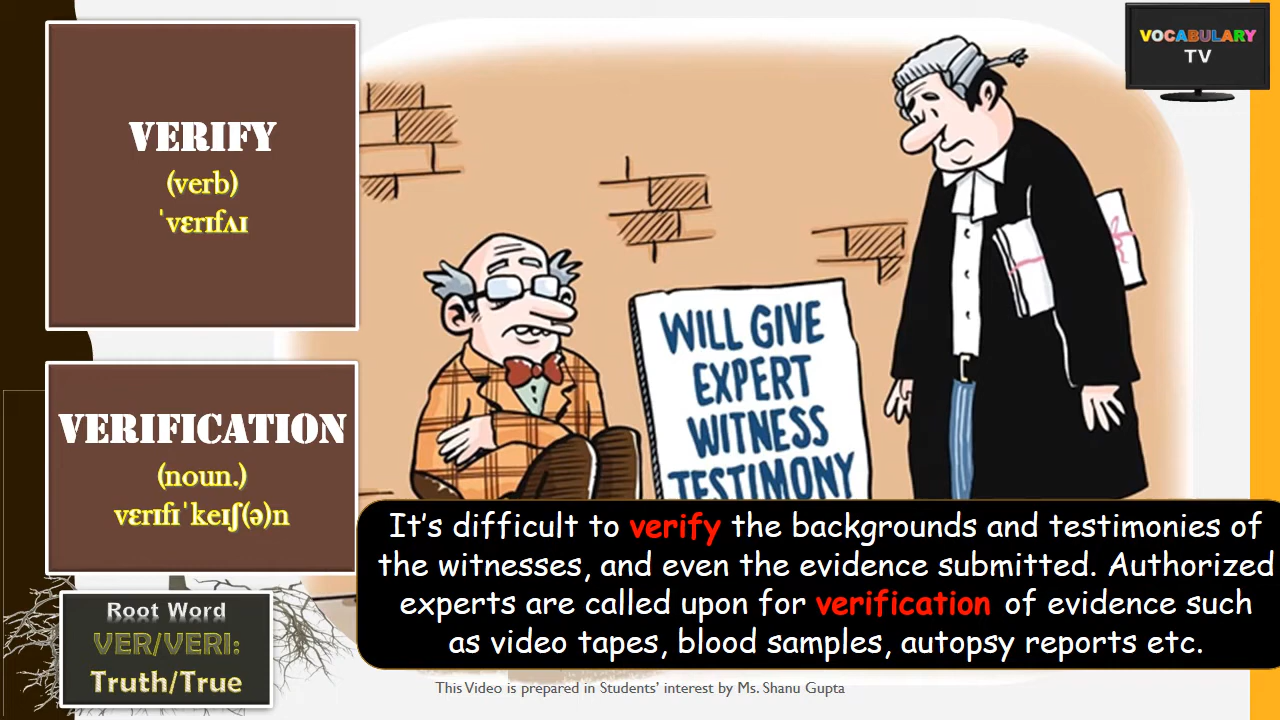 VERIFY
(verb)
ˈvɛrɪfʌɪ
VERIFICATION
(noun.)
vɛrɪfɪˈkeɪʃ(ə)n
Root Word
VER/VERI:
Truth/True
VOCABULARY
TV
WILL GIVE
EXPERT
WITNESS
TESTIMONY
It's difficult to verify the backgrounds and testimonies of
the witnesses, and even the evidence submitted. Authorized
experts are called upon for verification of evidence such
as video tapes, blood samples, autopsy reports etc.
This Video is prepared in Students' interest by Ms. Shanu Gupta